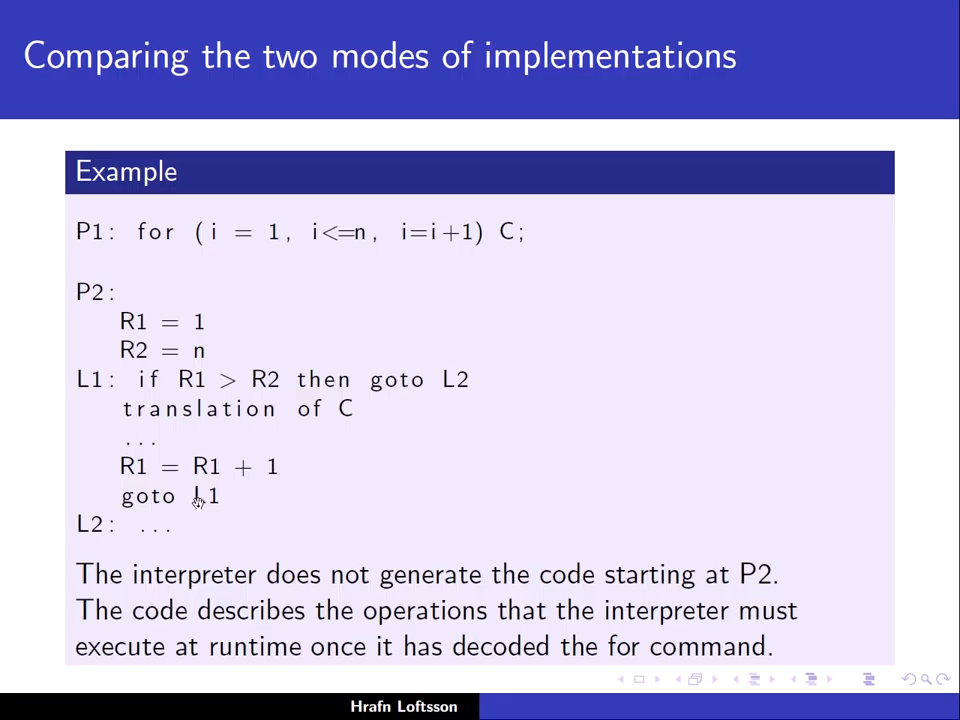 Comparing the two modes of implementations
Example
P1: for (i = 1, i<=n, i=i+1) C;
P2:
R1 = 1
R2 = n
L1: if R1 > R2 then goto L2
translation of C
...
R1 = R1 + 1
goto L1
L2: ...
The interpreter does not generate the code starting at P2.
The code describes the operations that the interpreter must
execute at runtime once it has decoded the for command.
Hrafn Loftsson